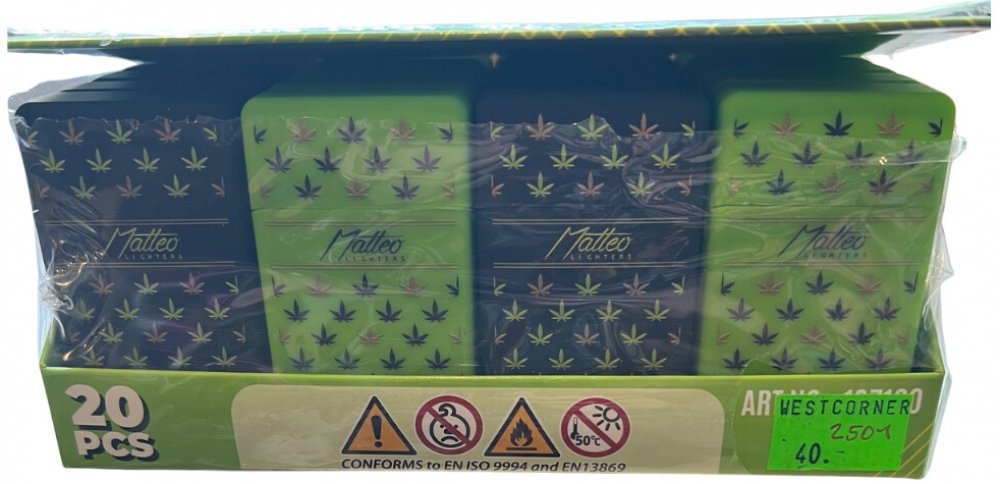 Matteo
LIGHTERS
Matteo
LIGHTERS
Matteo
LIGHTERS
Matteo
LIGHTERS
20
PCS
50°C
CONFORMS to EN ISO 9994 and EN13869
ART
WESTCORNER
2501
40.-